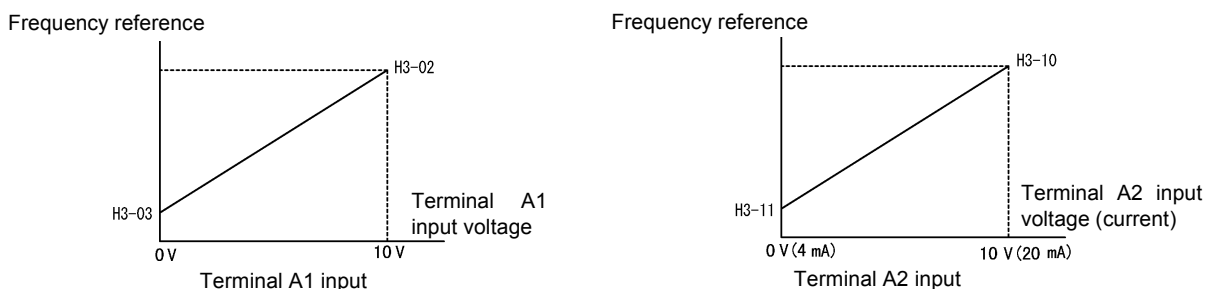 Frequency reference
H3-02
H3-03
Terminal A1
input voltage
0 V
10 V
Terminal A1 input
Frequency reference
H3-10
H3-11
Terminal A2 input
voltage (current)
0 V (4 mA)
10 V (20 mA)
Terminal A2 input